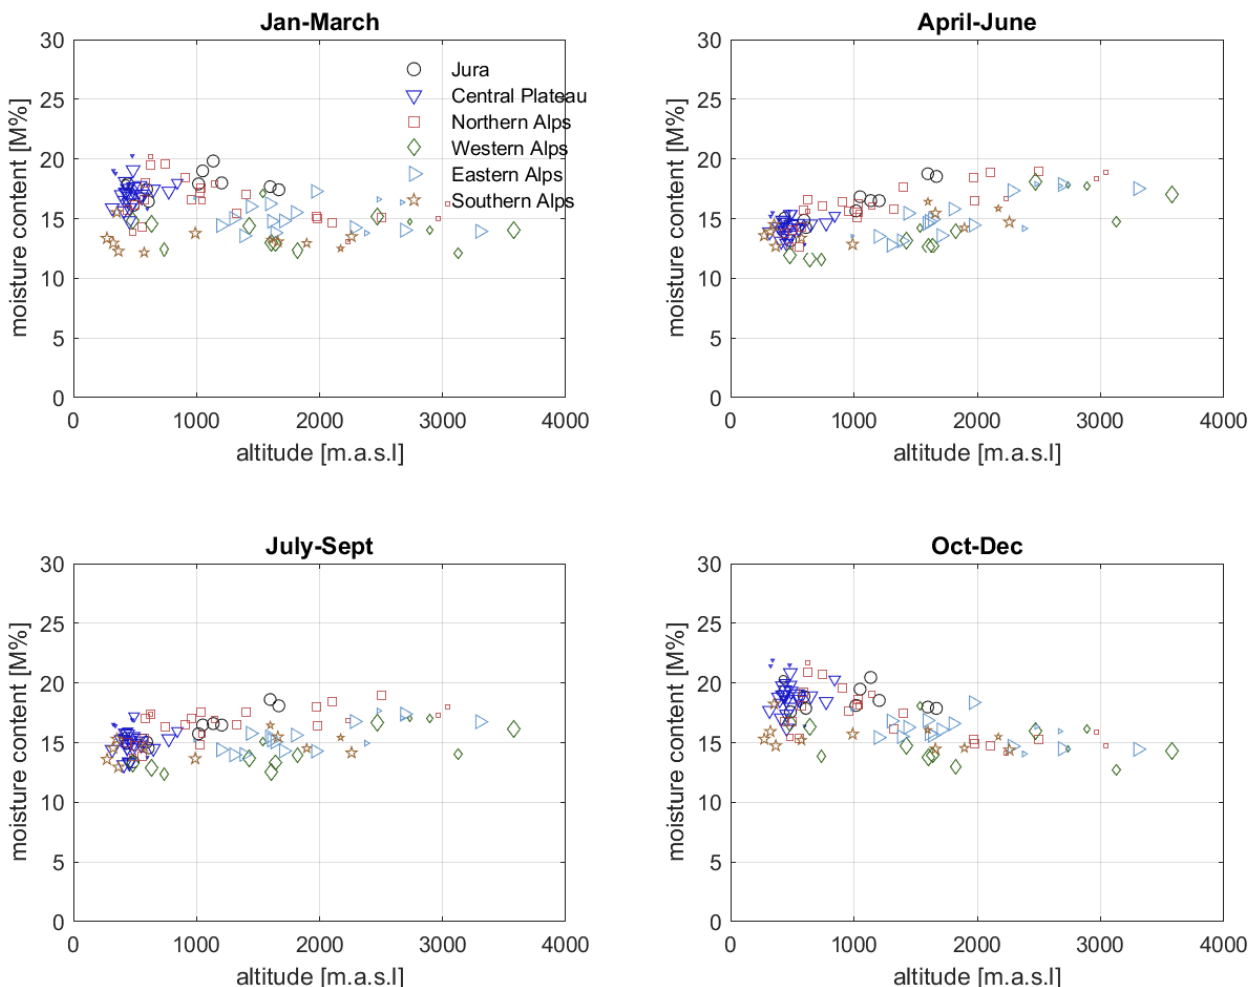 Jan-March
30
25
20
15
10
5
0
moisture content [M%]
Jura
Central Plateau
Northern Alps
Western Alps
Eastern Alps
Southern Alps
0 1000 2000 3000 4000
altitude [m.a.s.l]
April-June
30
25
20
15
10
5
0
moisture content [M%]
0 1000 2000 3000 4000
altitude [m.a.s.l]
July-Sept
30
25
20
15
10
5
0
moisture content [M%]
0 1000 2000 3000 4000
altitude [m.a.s.l]
Oct-Dec
30
25
20
15
10
5
0
moisture content [M%]
0 1000 2000 3000 4000
altitude [m.a.s.l]